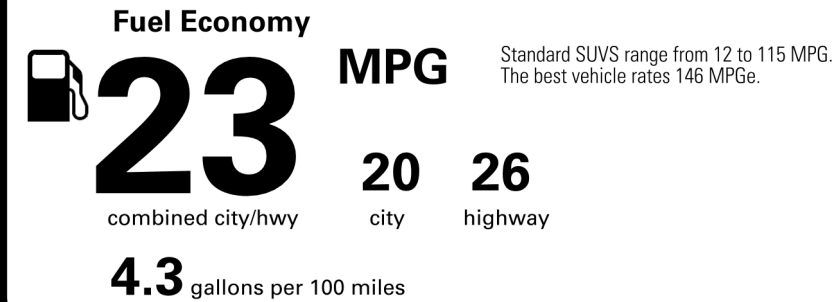 Fuel Economy
23 MPG
Standard SUVS range from 12 to 115 MPG.
The best vehicle rates 146 MPGe.
combined city/hwy
20 city
26 highway
4.3 gallons per 100 miles